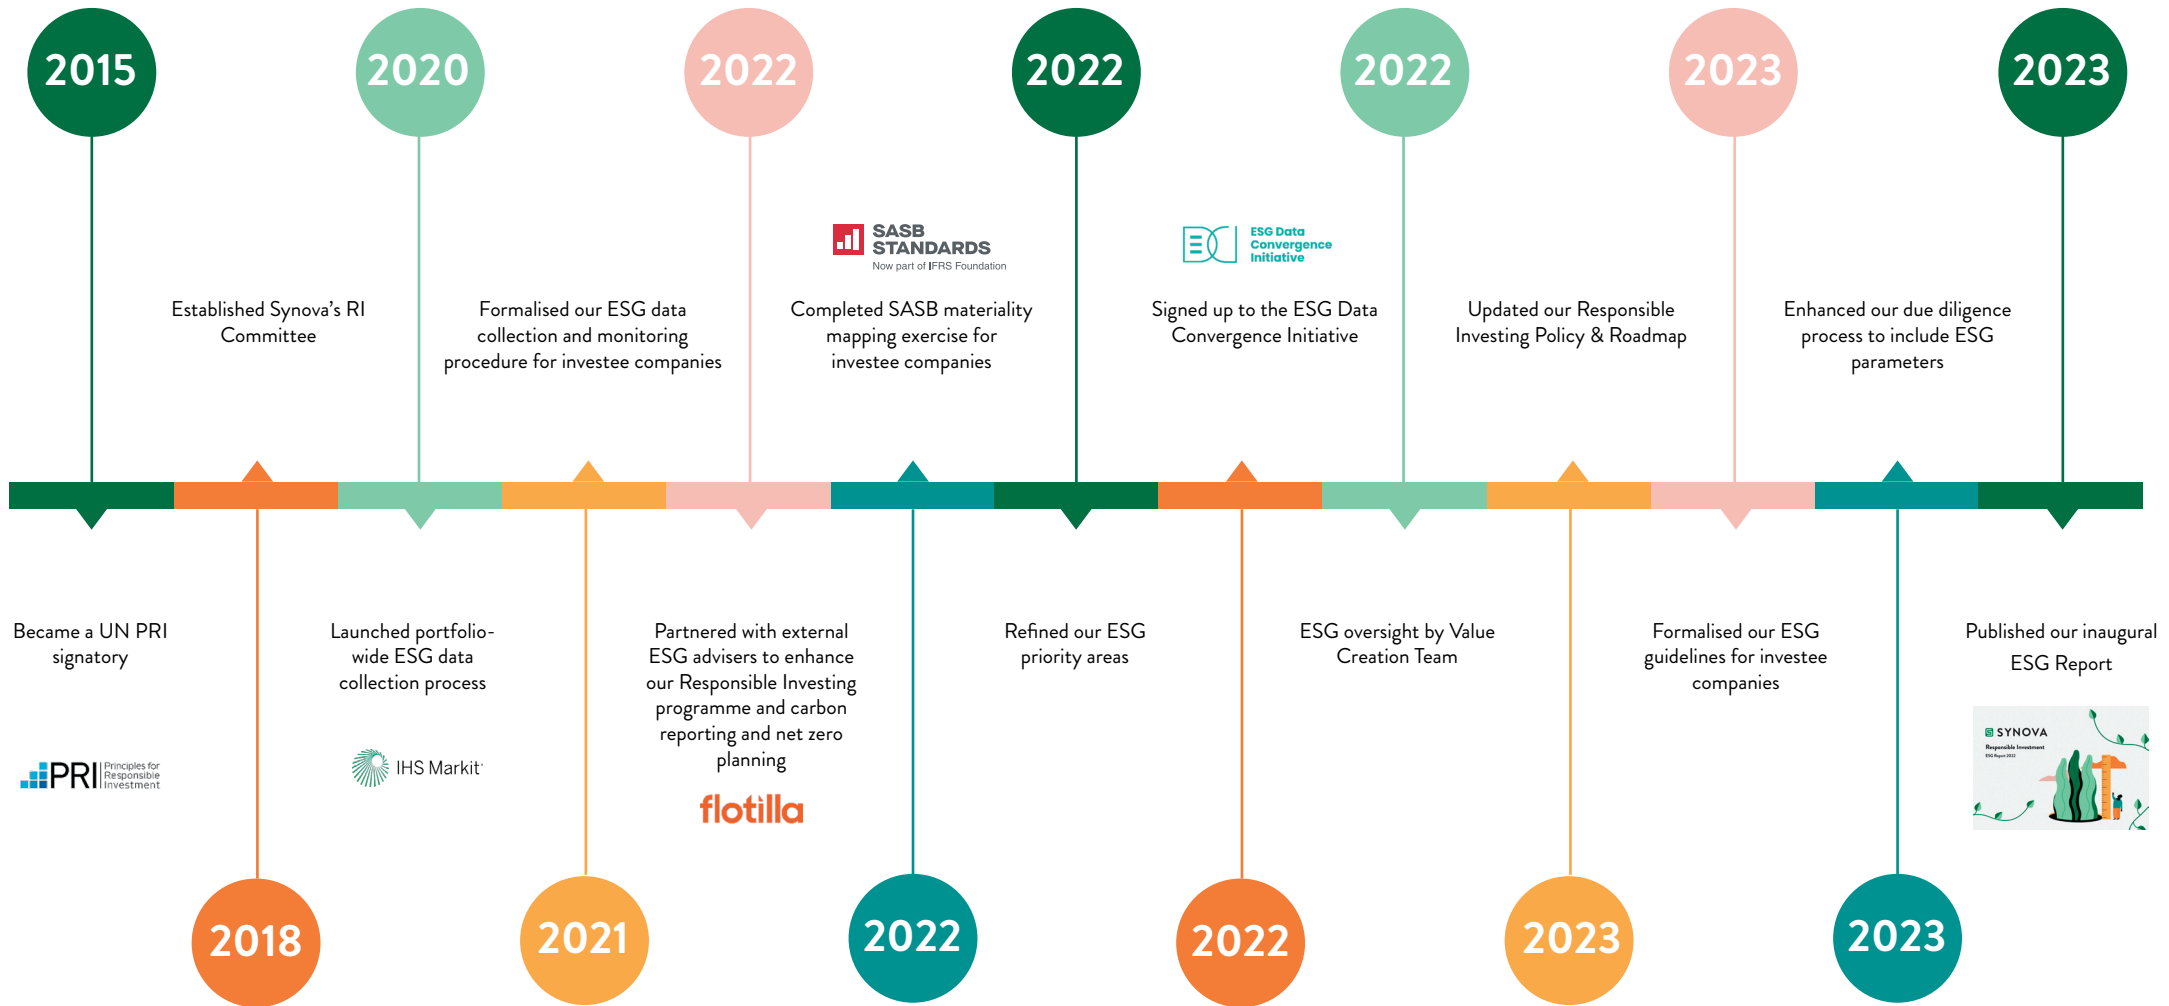 2015
2020
2022
2022
2022
2023
2023
SASB
STANDARDS
Now part of IFRS Foundation
ESG Data
Convergence
Initiative
Established Synova’s RI
Committee
Formalised our ESG data
collection and monitoring
procedure for investee companies
Completed SASB materiality
mapping exercise for
investee companies
Signed up to the ESG Data
Convergence Initiative
Updated our Responsible
Investing Policy & Roadmap
Enhanced our due diligence
process to include ESG
parameters
Became a UN PRI
signatory
PRI
Principles for
Responsible
Investment
Launched portfolio-
wide ESG data
collection process
IHS Markit
Partnered with external
ESG advisers to enhance
our Responsible Investing
programme and carbon
reporting and net zero
planning
flotilla
Refined our ESG
priority areas
ESG oversight by Value
Creation Team
Formalised our ESG
guidelines for investee
companies
Published our inaugural
ESG Report
SYNOVA
Responsible Investment
ESG Report 2022
2018
2021
2022
2022
2023
2023